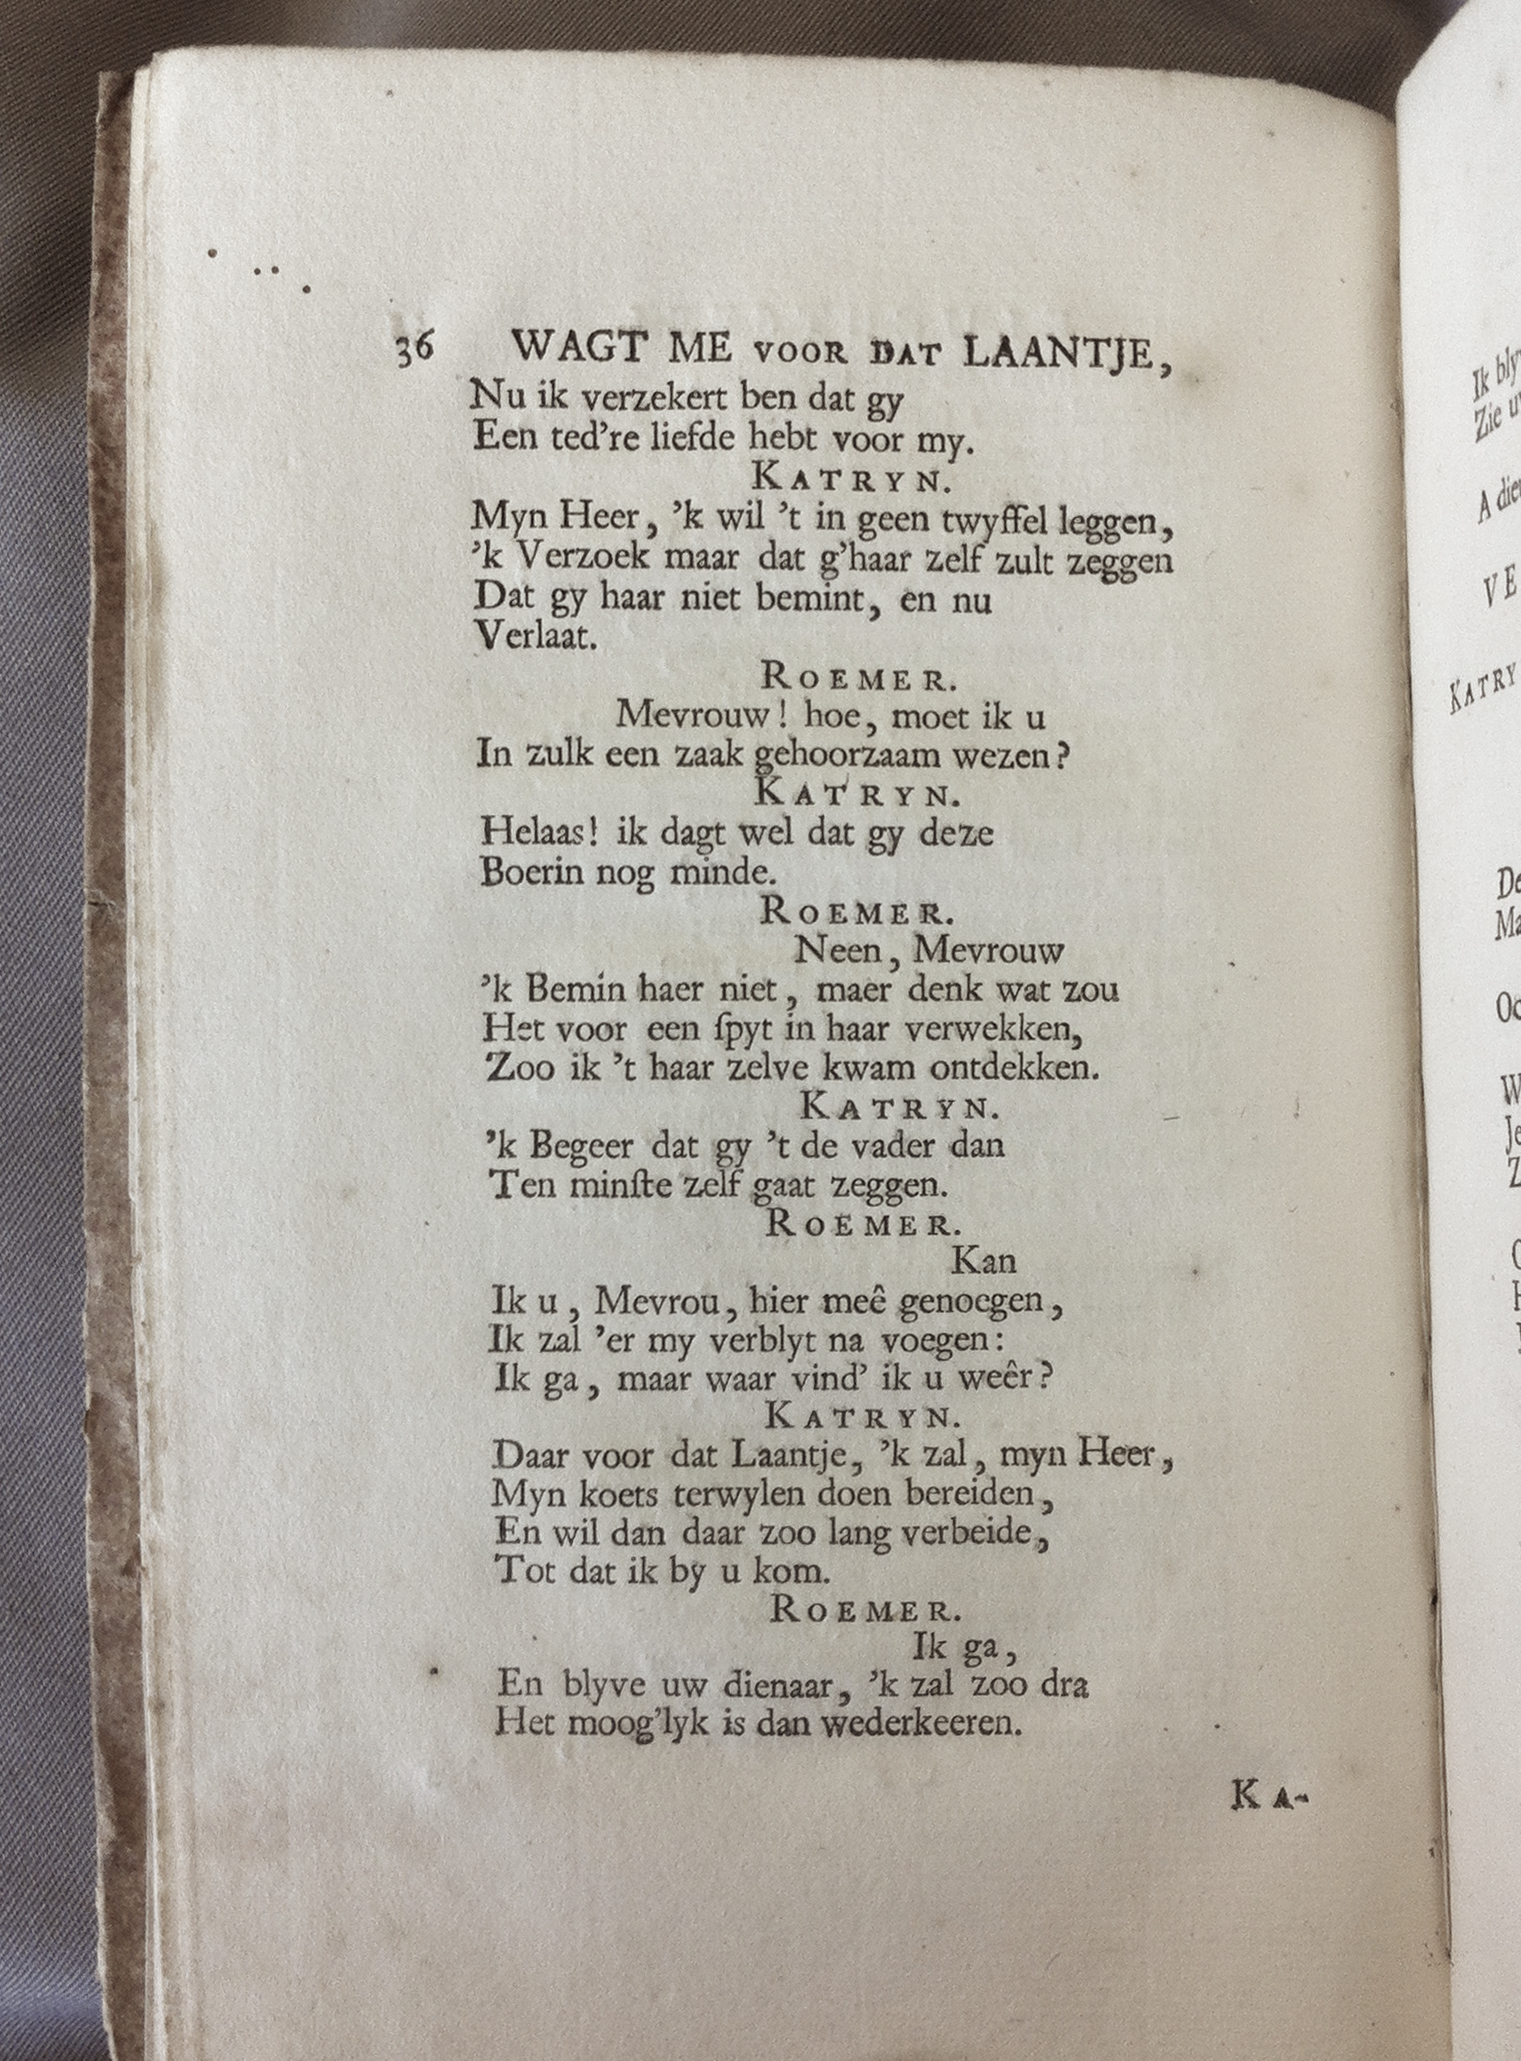 36 WAGT ME VOOR DAT LAANTJE,
Nu ik verzekert ben dat gy
Een ted're liefde hebt voor my.
KATRYN.
Myn Heer, 'k wil 't in geen twyffel leggen,
'k Verzoek maar dat g'haar zelf zult zeggen
Dat gy haar niet bemint, en nu
Verlaat.
ROEMER.
Mevrouw! hoe, moet ik u
In zulk een zaak gehoorzaam wezen?
KATRYN.
Helaas! ik dagt wel dat gy deze
Boerin nog minde.
ROEMER.
Neen, Mevrouw
'k Bemin haer niet, maer denk wat zou
Het voor een ſpyt in haar verwekken,
Zoo ik 't haar zelve kwam ontdekken.
KATRYN.
'k Begeer dat gy 't de vader dan
Ten minſte zelf gaat zeggen.
ROEMER.
Kan
Ik u, Mevrou, hier meê genoegen,
Ik zal 'er my verblyt na voegen:
Ik ga, maar waar vind' ik u weêr?
KATRYN.
Daar voor dat Laantje, 'k zal, myn Heer,
Myn koets terwylen doen bereiden,
En wil dan daar zoo lang verbeide,
Tot dat ik by u kom.
ROEMER.
Ik ga,
En blyve uw dienaar, 'k zal zoo dra
Het moog'lyk is dan wederkeeren.
KA-
Ik
Zie
A
VE
KATRY
De
Ma
W
Je
Z